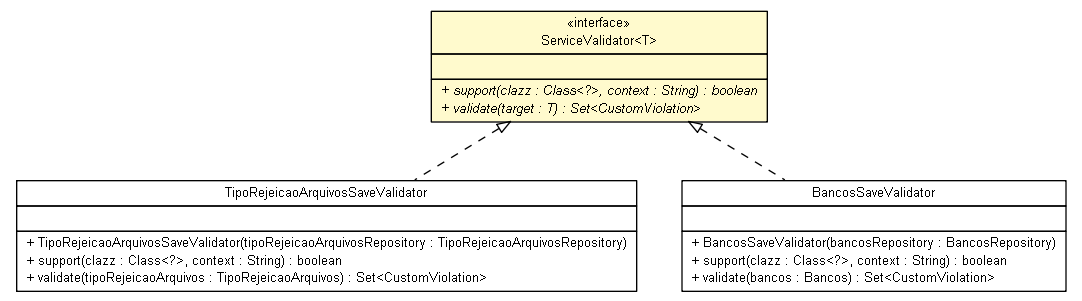 «interface»
ServiceValidator<T>
+ support(clazz : Class<?>, context : String) : boolean
+ validate(target : T) : Set<CustomViolation>
TipoRejeicaoArquivosSaveValidator
+ TipoRejeicaoArquivosSaveValidator(tipoRejeicaoArquivosRepository : TipoRejeicaoArquivosRepository)
+ support(clazz : Class<?>, context : String) : boolean
+ validate(tipoRejeicaoArquivos : TipoRejeicaoArquivos) : Set<CustomViolation>
BancosSaveValidator
+ BancosSaveValidator(bancosRepository : BancosRepository)
+ support(clazz : Class<?>, context : String) : boolean
+ validate(bancos : Bancos) : Set<CustomViolation>